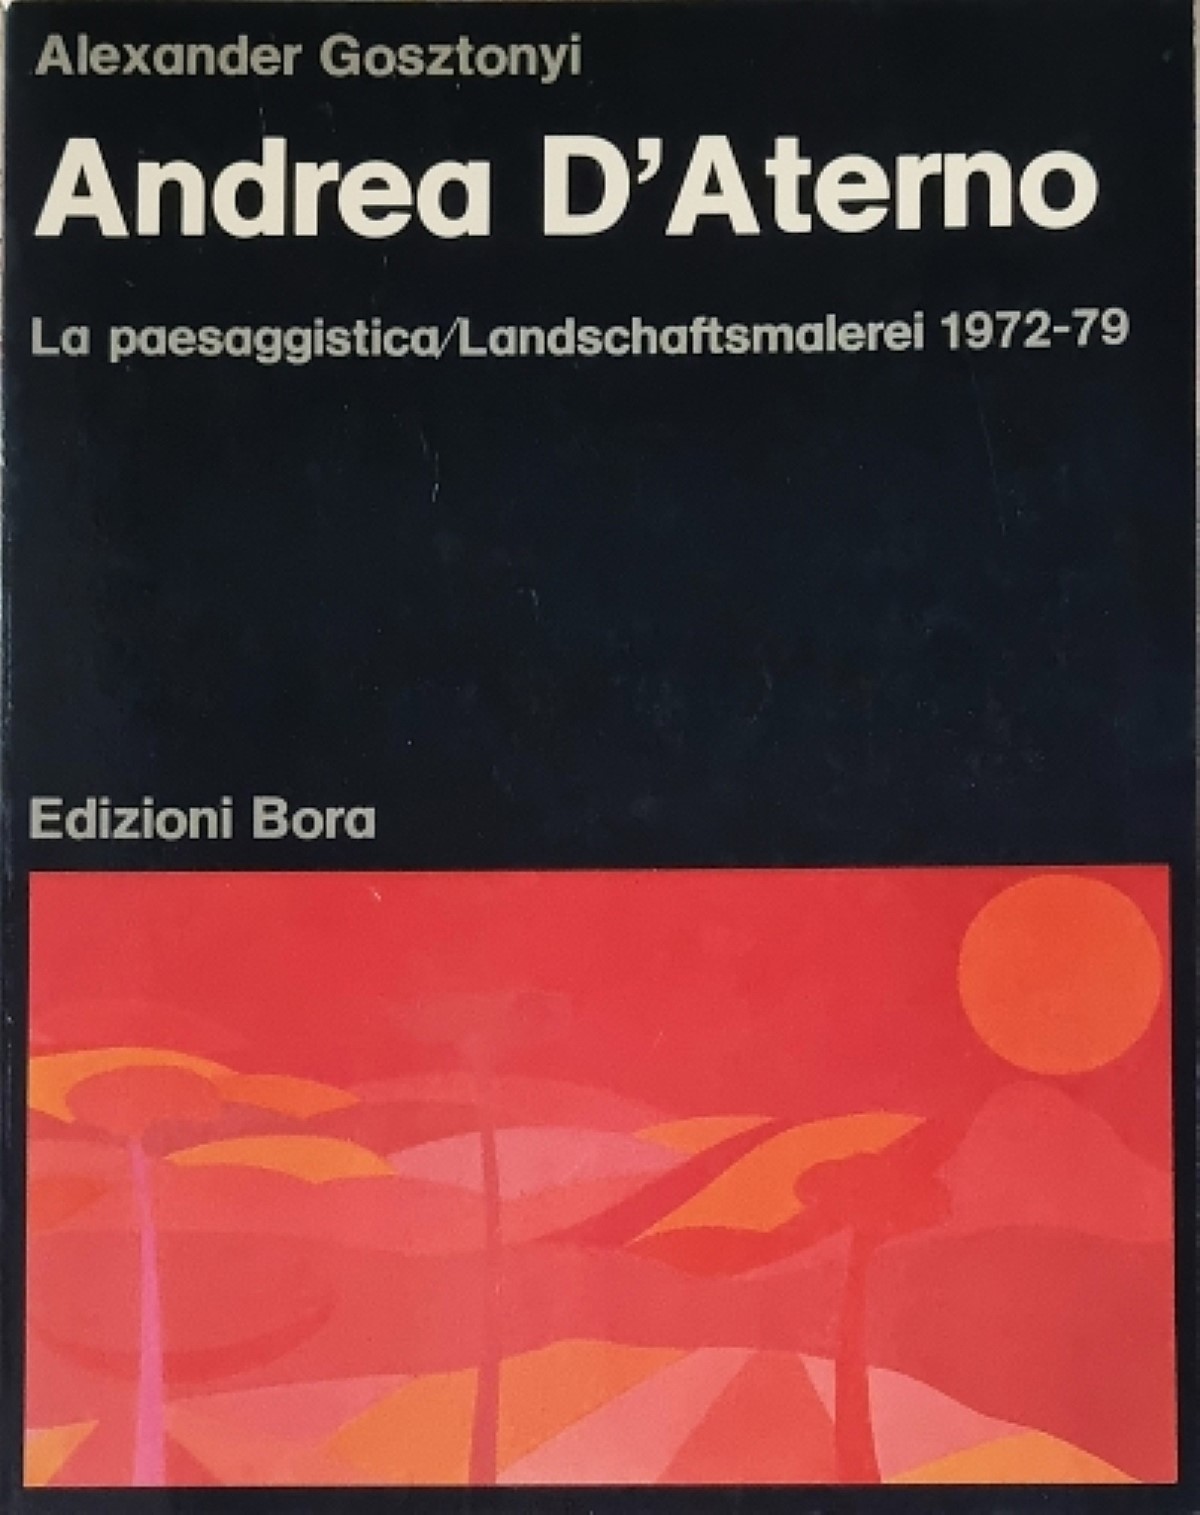 Alexander Gosztonyi
Andrea D’Aterno
La paesaggistica/Landschaftsmalerei 1972-79
Edizioni Bora